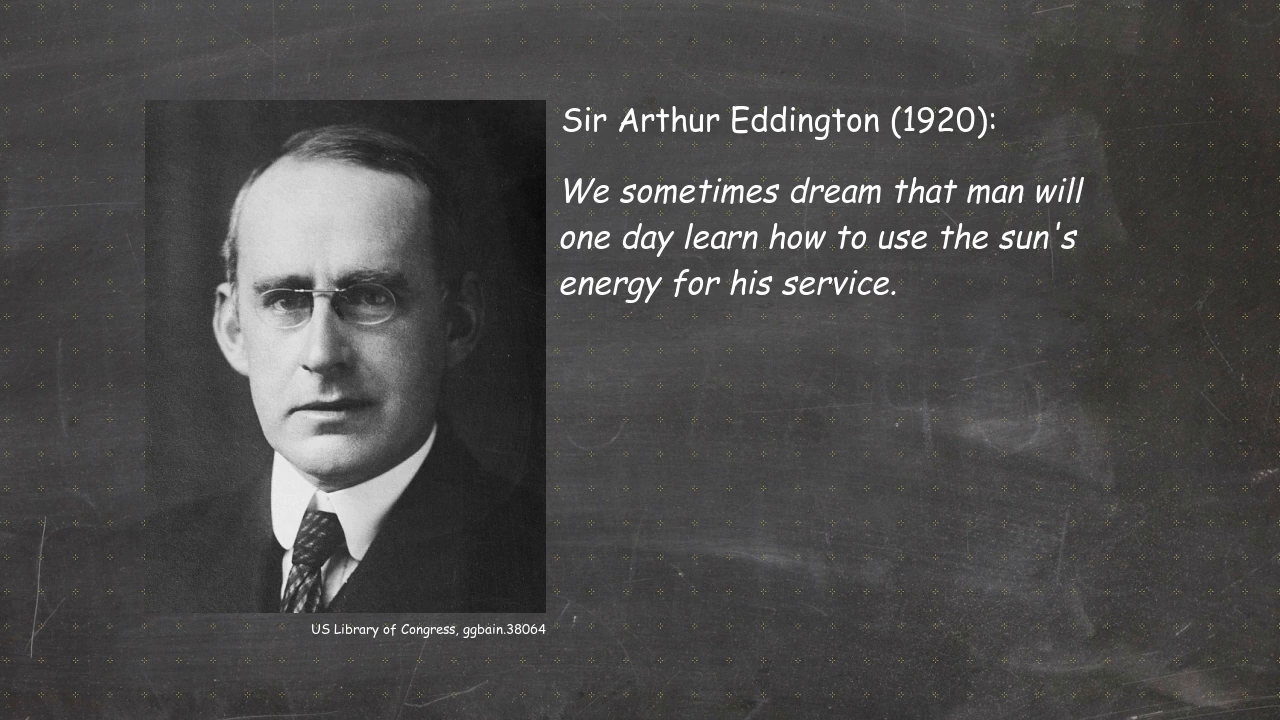 Sir Arthur Eddington (1920):
We sometimes dream that man will
one day learn how to use the sun's
energy for his service.
US Library of Congress, ggbain.38064